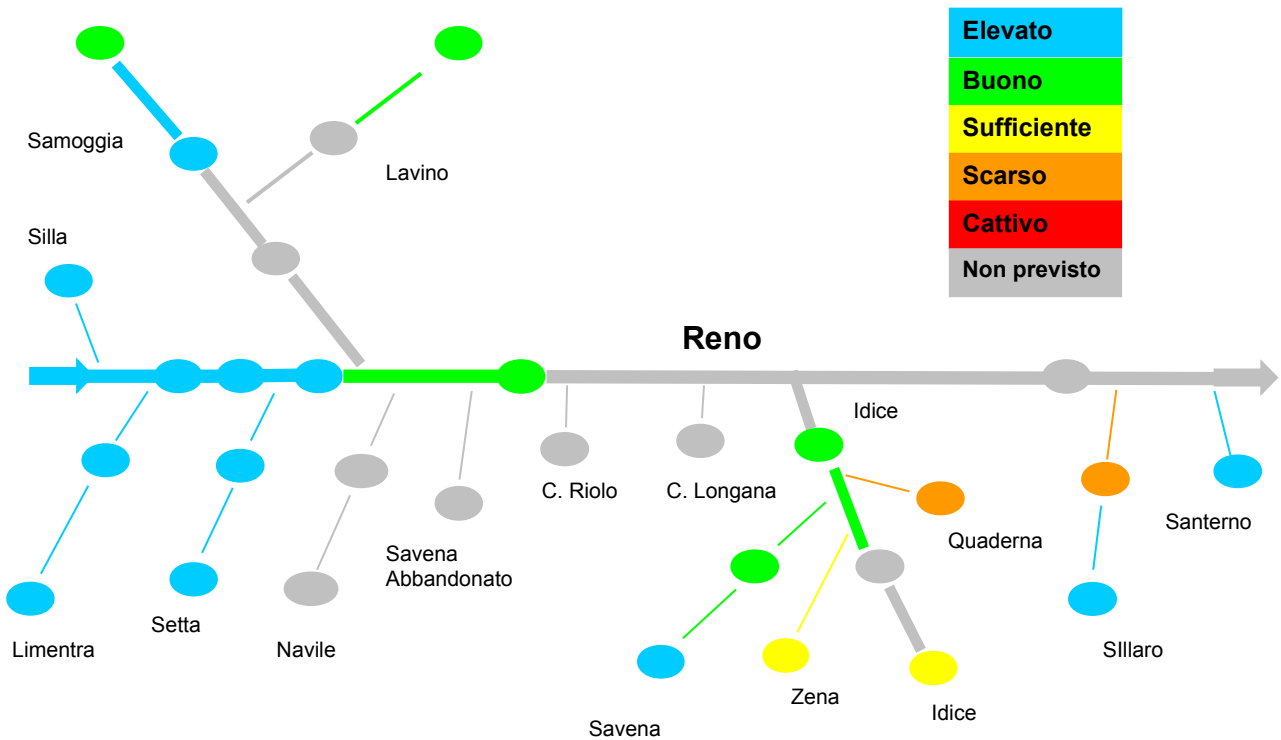 Elevato
Buono
Sufficiente
Scarso
Cattivo
Non previsto
Samoggia
Lavino
Silla
Reno
Idice
C. Riolo
C. Longana
Quaderna
Santerno
Savena
Abbandonato
Limentra
Setta
Navile
SIllaro
Zena
Idice
Savena